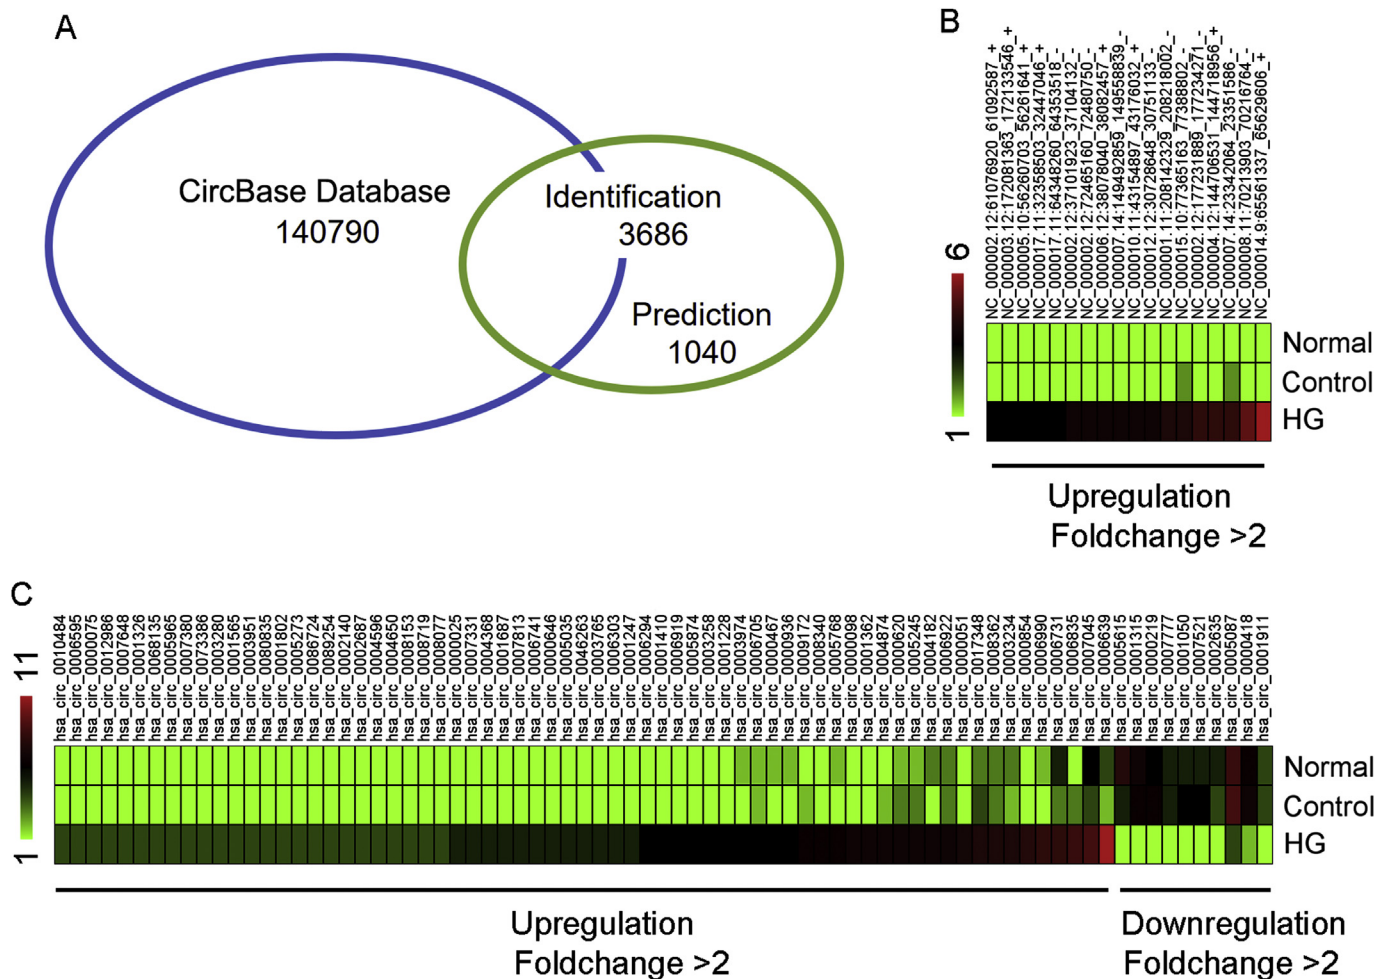 A
CircBase Database
140790
Identification
3686
Prediction
1040
B
NC_000002.12:61076920_61092587_+
NC_000003.12:172081363_172133546_+
NC_000005.10:56260703_56261641_+
NC_000017.11:32358503_32447046_+
NC_000017.11:64348260_64353518_-
NC_000002.12:37101923_37104132_-
NC_000002.12:72465160_72480750_-
NC_000006.12:38078040_38082457_+
NC_000007.14:149492859_149558839_-
NC_000010.11:43154897_43176032_+
NC_000012.12:30728648_30751133_-
NC_000001.11:208142329_208218002_-
NC_000015.10:77365163_77388802_-
NC_000002.12:177231889_177234271_-
NC_000004.12:144706531_144718956_+
NC_000007.14:23342064_23351586_-
NC_000008.11:70213903_70216764_-
NC_000014.9:65561337_65629606_+
1 6
Normal
Control
HG
Upregulation
Foldchange >2
C
hsa_circ_0010484
hsa_circ_0006595
hsa_circ_0000075
hsa_circ_0012986
hsa_circ_0007648
hsa_circ_0001326
hsa_circ_0068135
hsa_circ_0005965
hsa_circ_0007380
hsa_circ_0073386
hsa_circ_0003280
hsa_circ_0001565
hsa_circ_0003951
hsa_circ_0080835
hsa_circ_0001802
hsa_circ_0005273
hsa_circ_0086724
hsa_circ_0089254
hsa_circ_0002140
hsa_circ_0002687
hsa_circ_0004596
hsa_circ_0004650
hsa_circ_0008153
hsa_circ_0008719
hsa_circ_0008077
hsa_circ_0000025
hsa_circ_0007331
hsa_circ_0004368
hsa_circ_0001687
hsa_circ_0007813
hsa_circ_0006741
hsa_circ_0000646
hsa_circ_0005035
hsa_circ_0046263
hsa_circ_0003765
hsa_circ_0006303
hsa_circ_0001247
hsa_circ_0006294
hsa_circ_0001410
hsa_circ_0006919
hsa_circ_0005874
hsa_circ_0003258
hsa_circ_0001228
hsa_circ_0003974
hsa_circ_0006705
hsa_circ_0000467
hsa_circ_0000936
hsa_circ_0009172
hsa_circ_0008340
hsa_circ_0005768
hsa_circ_0000098
hsa_circ_0001362
hsa_circ_0004874
hsa_circ_0000620
hsa_circ_0005245
hsa_circ_0004182
hsa_circ_0006922
hsa_circ_0000051
hsa_circ_0017348
hsa_circ_0008362
hsa_circ_0003234
hsa_circ_0000854
hsa_circ_0006990
hsa_circ_0006731
hsa_circ_0006835
hsa_circ_0007045
hsa_circ_0006639
hsa_circ_0005615
hsa_circ_0001315
hsa_circ_0000219
hsa_circ_0007777
hsa_circ_0001050
hsa_circ_0007521
hsa_circ_0002635
hsa_circ_0005087
hsa_circ_0000418
hsa_circ_0001911
1 11
Normal
Control
HG
Upregulation
Foldchange >2
Downregulation
Foldchange >2